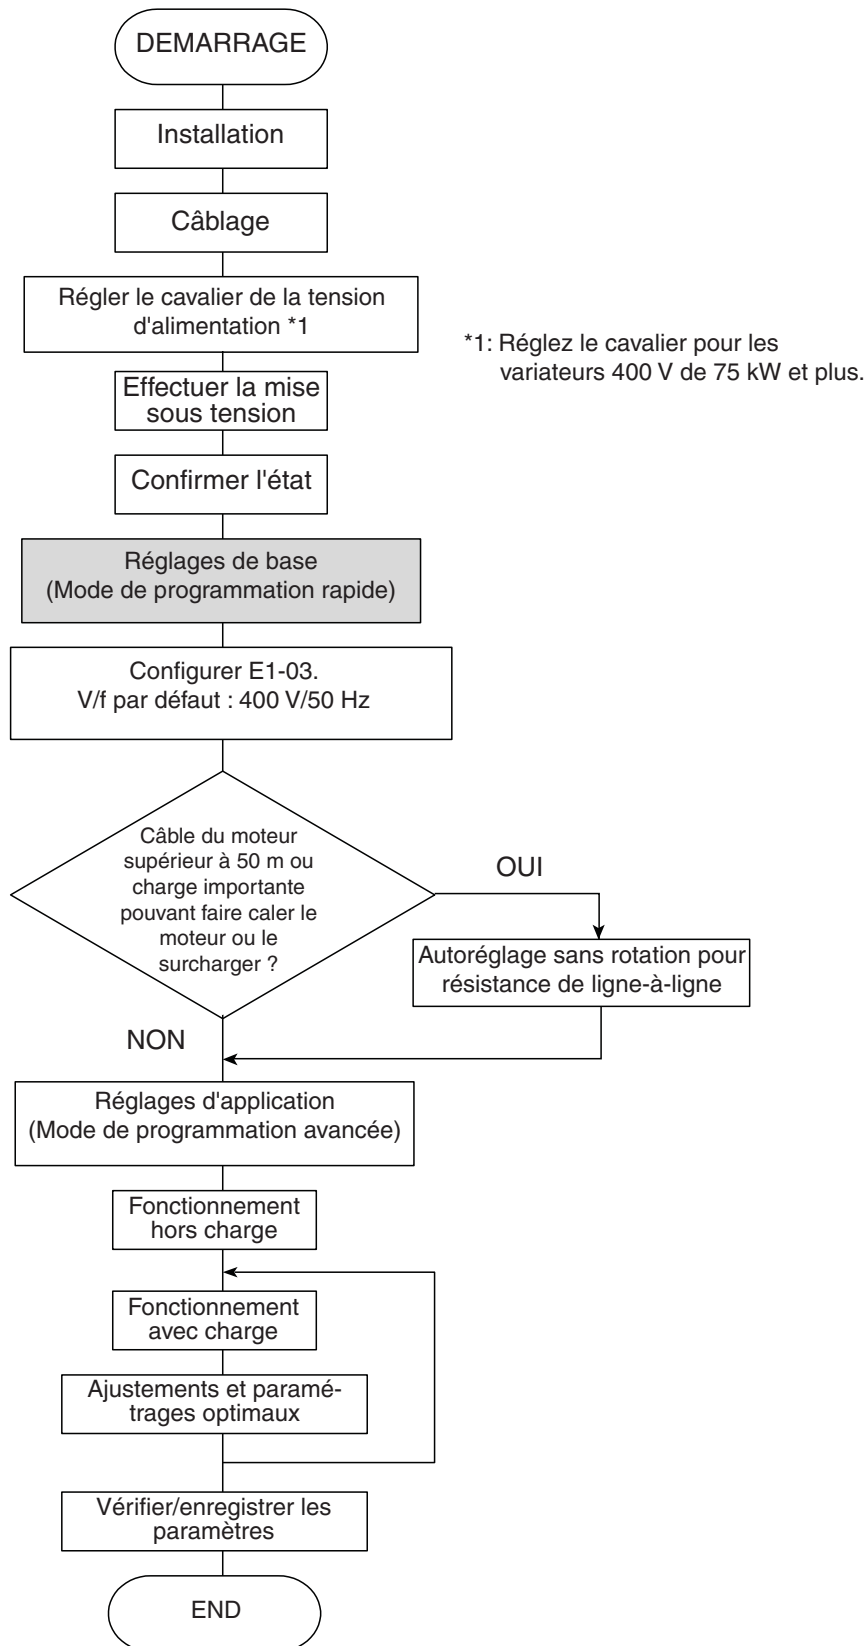 DEMARRAGE
Installation
Câblage
Régler le cavalier de la tension
d'alimentation *1
*1: Réglez le cavalier pour les
variateurs 400 V de 75 kW et plus.
Effectuer la mise
sous tension
Confirmer l'état
Réglages de base
(Mode de programmation rapide)
Configurer E1-03.
V/f par défaut : 400 V/50 Hz
Câble du moteur
supérieur à 50 m ou
charge importante
pouvant faire caler le
moteur ou le
surcharger ?
OUI
Autoréglage sans rotation pour
résistance de ligne-à-ligne
NON
Réglages d'application
(Mode de programmation avancée)
Fonctionnement
hors charge
Fonctionnement
avec charge
Ajustements et paramé-
trages optimaux
Vérifier/enregistrer les
paramètres
END